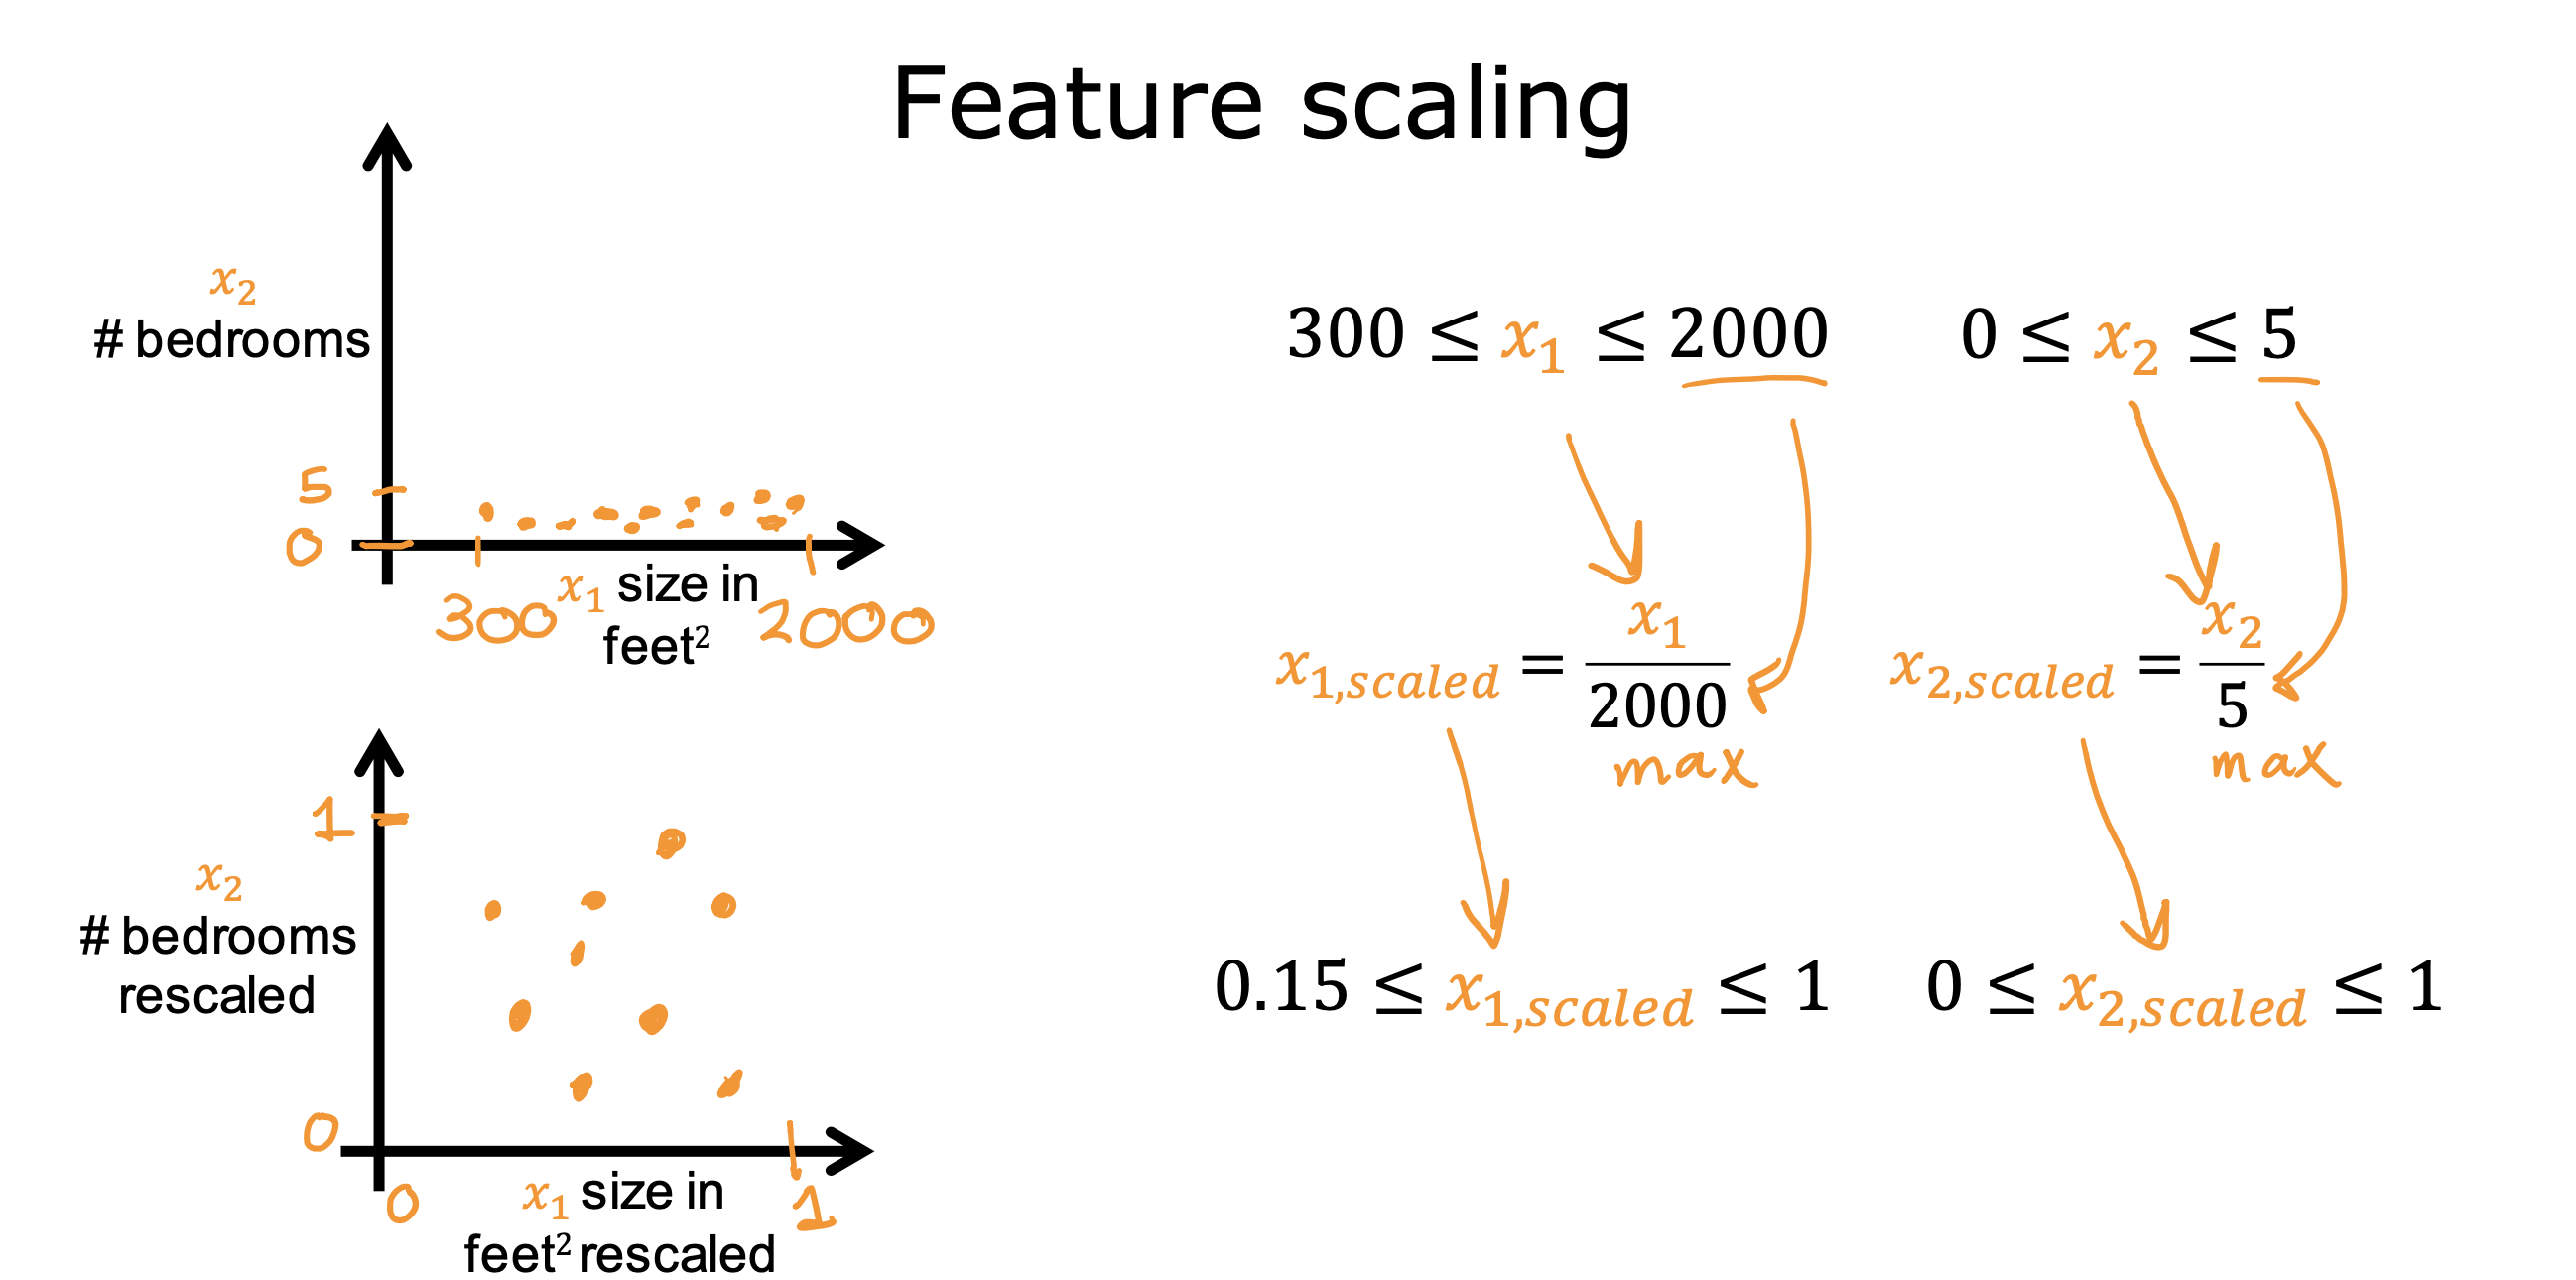 Feature scaling
x₂
# bedrooms
5
0
300
x₁ size in
feet²
2000
1
x₂
# bedrooms
rescaled
0
0
x₁ size in
feet² rescaled
1
300 ≤ x₁ ≤ 2000
0 ≤ x₂ ≤ 5
x₁,scaled = x₁/2000
max
x₂,scaled = x₂/5
max
0.15 ≤ x₁,scaled ≤ 1
0 ≤ x₂,scaled ≤ 1